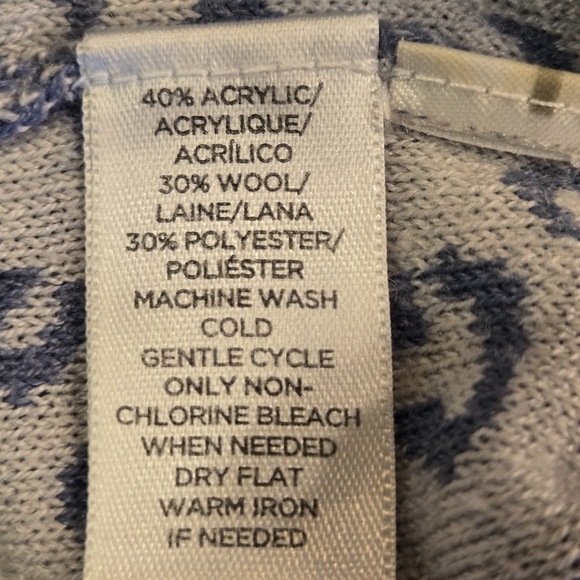 40% ACRYLIC/
ACRYLIQUE/
ACRÍLICO
30% WOOL/
LAINE/LANA
30% POLYESTER/
POLIÉSTER
MACHINE WASH
COLD
GENTLE CYCLE
ONLY NON-
CHLORINE BLEACH
WHEN NEEDED
DRY FLAT
WARM IRON
IF NEEDED